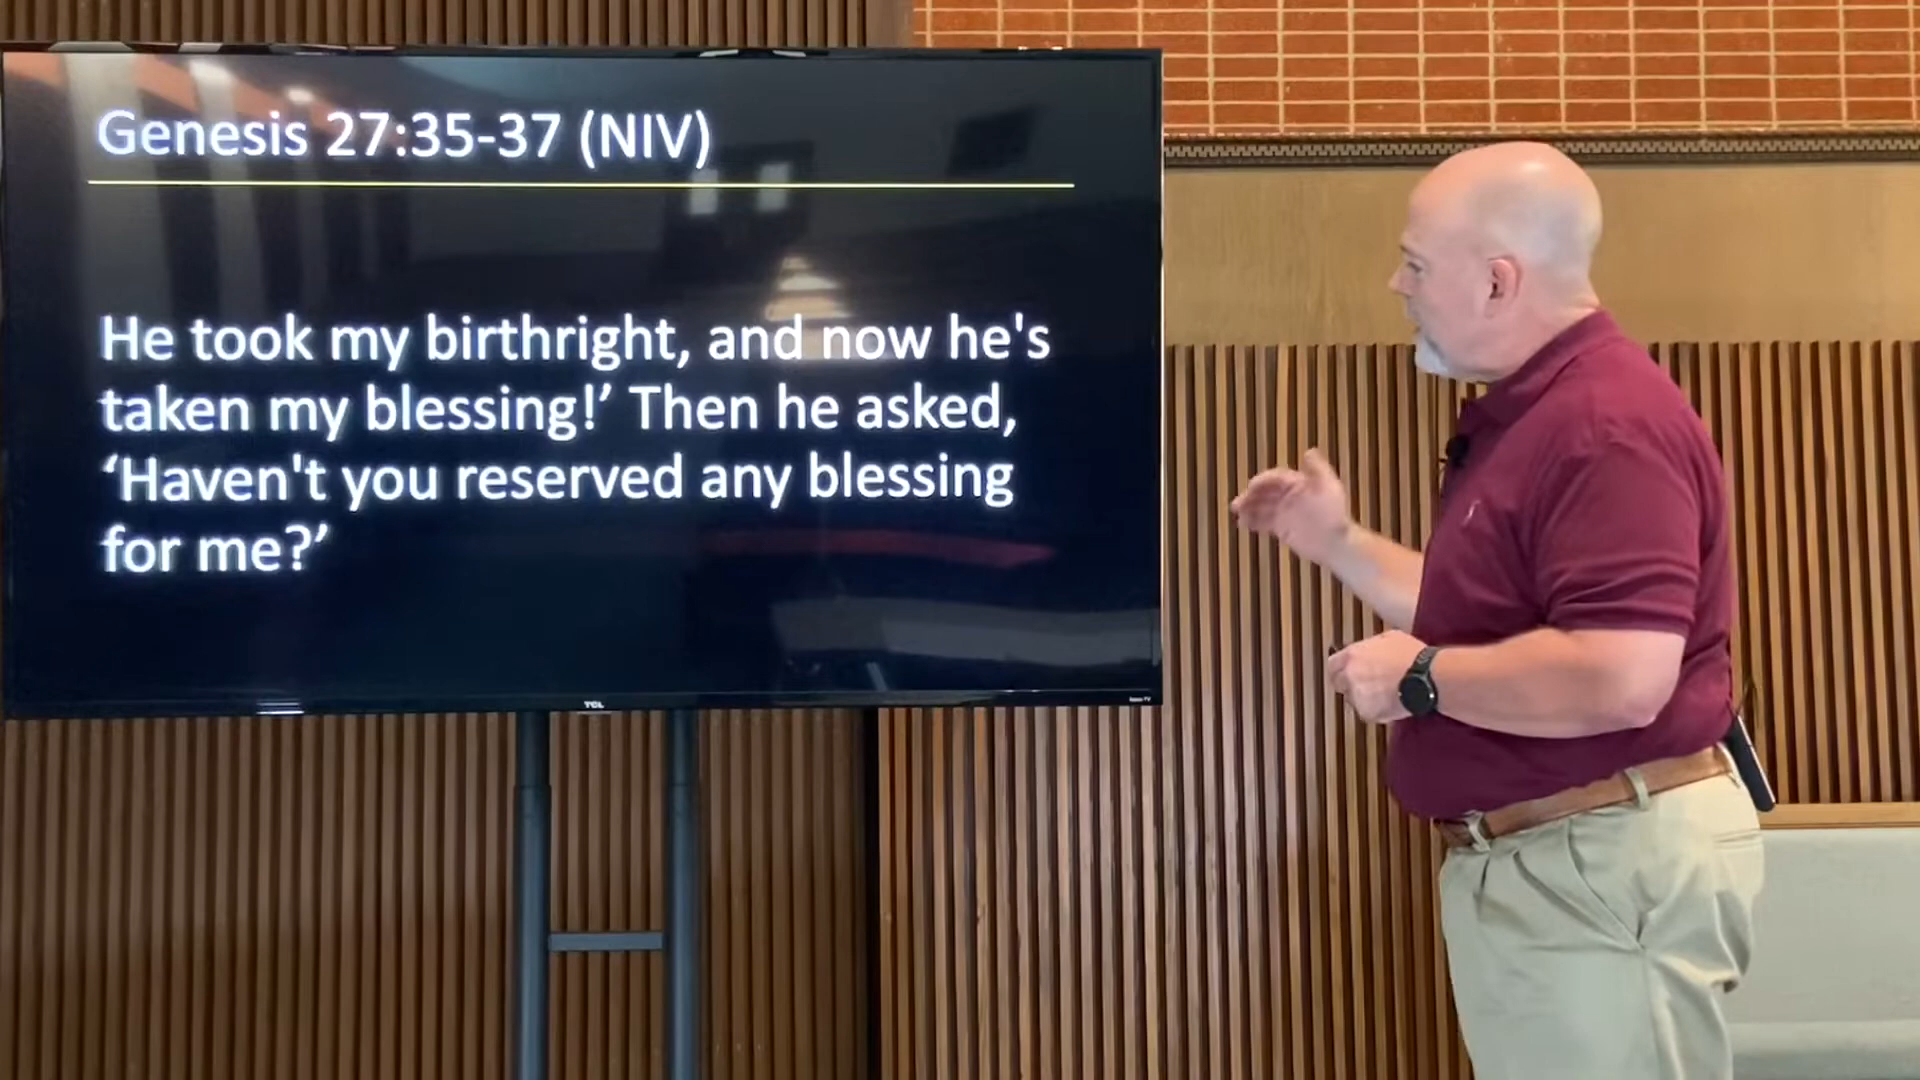 Genesis 27:35-37 (NIV)
He took my birthright, and now he's
taken my blessing!’ Then he asked,
‘Haven't you reserved any blessing
for me?’
TCL